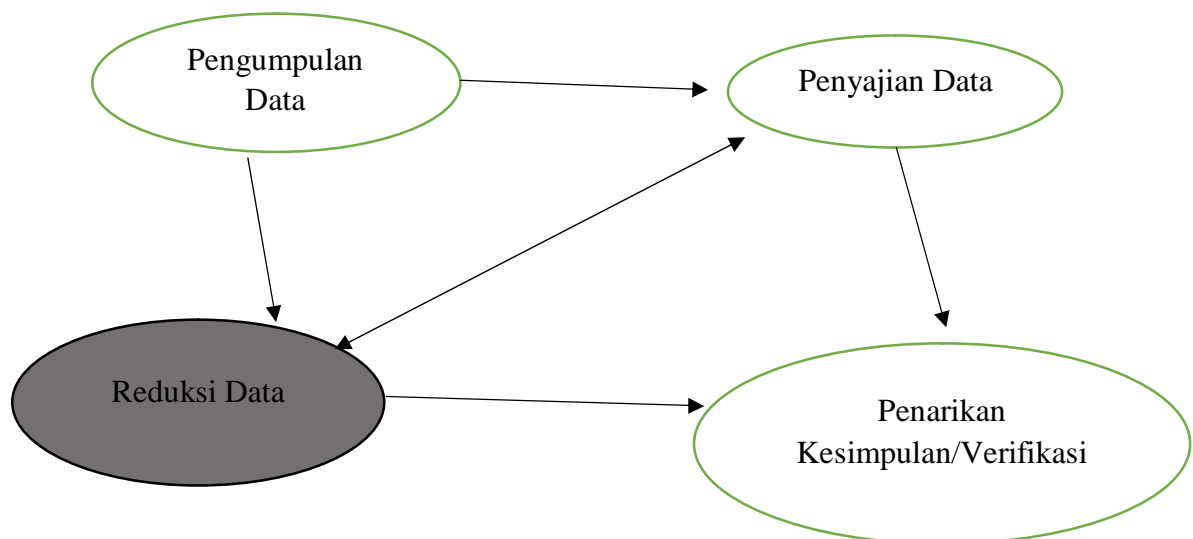 Pengumpulan
Data
Penyajian Data
Reduksi Data
Penarikan
Kesimpulan/Verifikasi